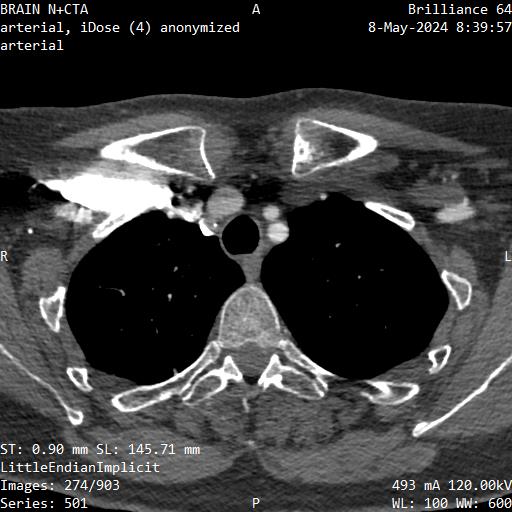 BRAIN N+CTA
A
Brilliance 64
arterial, iDose (4) anonymized
8-May-2024 8:39:57
arterial
R
L
ST: 0.90 mm SL: 145.71 mm
LittleEndianImplicit
Images: 274/903
493 mA 120.00kV
Series: 501
P
WL: 100 WW: 600